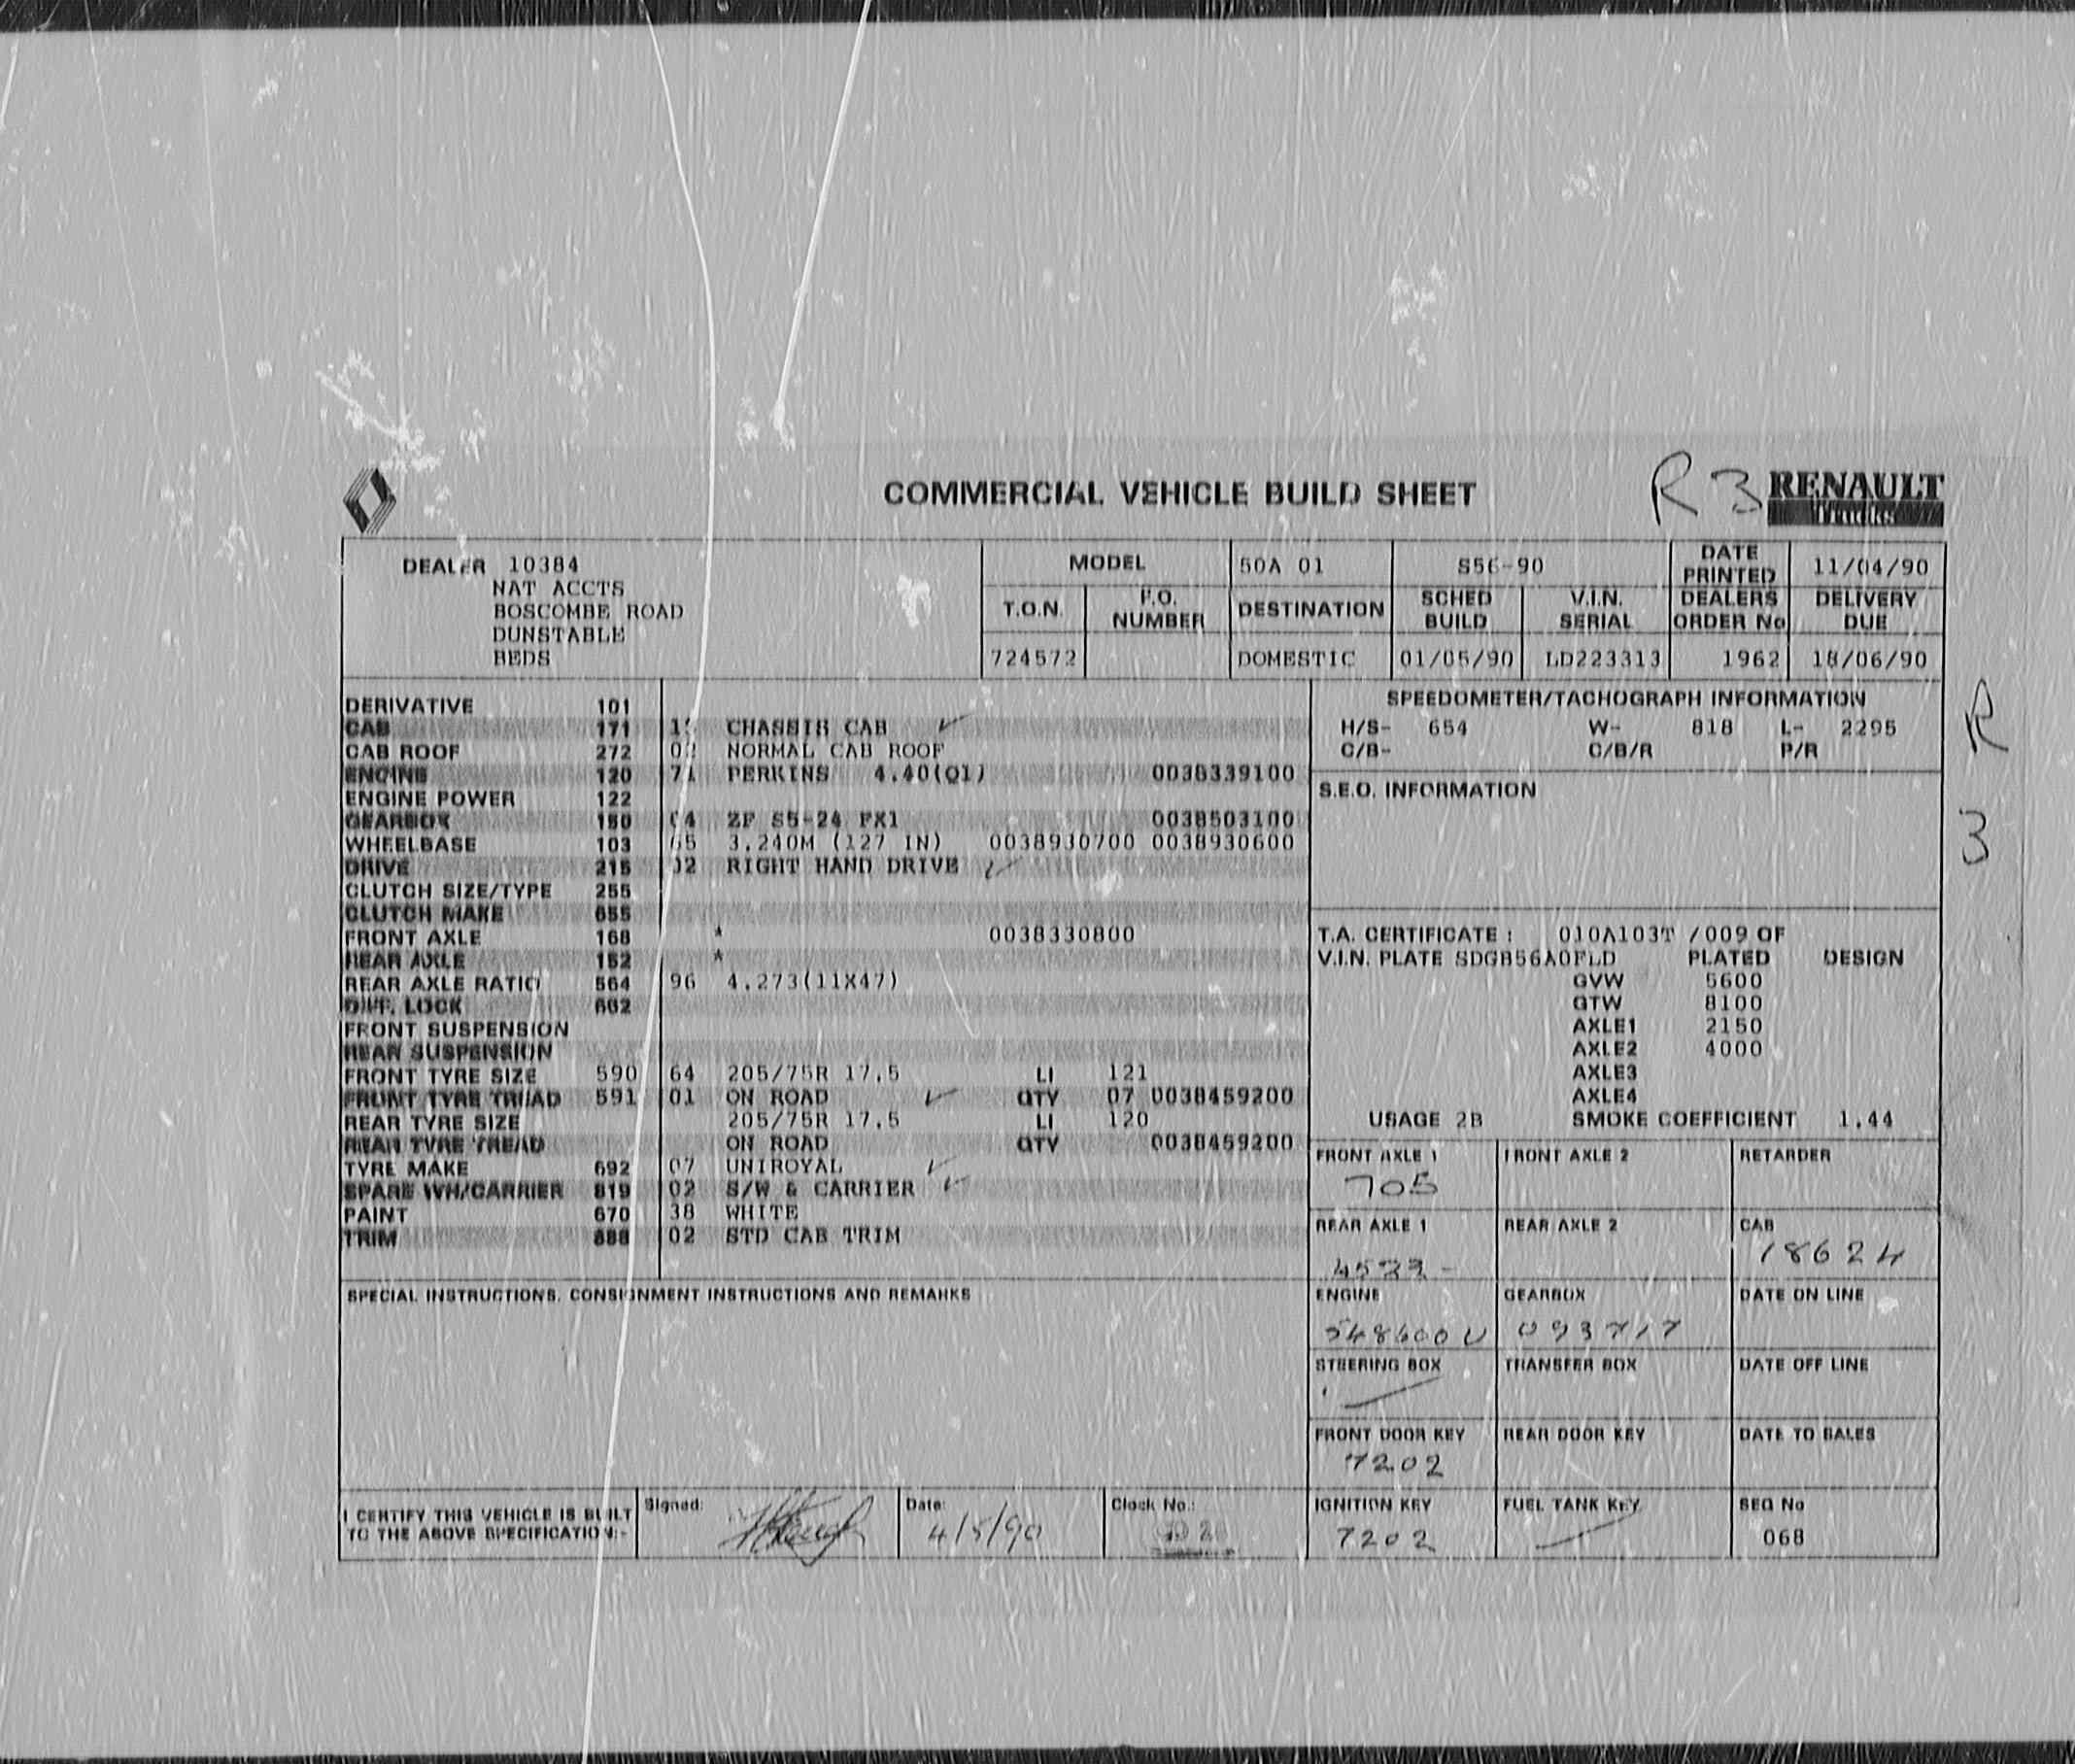 COMMERCIAL VEHICLE BUILD SHEET R 3 RENAULT
Trucks
DEALER 10384
NAT ACCTS
BOSCOMBE ROAD
DUNSTABLE
BEDS
MODEL 50A 01 S56-90 DATE PRINTED 11/04/90
T.O.N. P.O. NUMBER DESTINATION SCHED BUILD V.I.N. SERIAL DEALERS ORDER No DELIVERY DUE
724572 DOMESTIC 01/05/90 LD223313 1962 18/06/90
DERIVATIVE 101
CAB 171 CHASSIS CAB ✓
CAB ROOF 272 02 NORMAL CAB ROOF
ENGINE 120 71 PERKINS 4.40(Q1) 0038339100
ENGINE POWER 122
GEARBOX 150 04 ZF S5-24 FX1 0038503100
WHEELBASE 103 65 3.240M (127 IN) 0038930700 0038930600
DRIVE 215 02 RIGHT HAND DRIVE ✓
CLUTCH SIZE/TYPE 255
CLUTCH MAKE 655
FRONT AXLE 168 * 0038330800
REAR AXLE 152 *
REAR AXLE RATIO 564 96 4.273(11X47)
DIFF. LOCK 662
FRONT SUSPENSION
REAR SUSPENSION
FRONT TYRE SIZE 590 64 205/75R 17.5 LI 121
FRONT TYRE TREAD 591 01 ON ROAD ✓ QTY 07 0038459200
REAR TYRE SIZE 205/75R 17.5 LI 120
REAR TYRE TREAD ON ROAD QTY 0038459200
TYRE MAKE 692 07 UNIROYAL ✓
SPARE WH/CARRIER 819 02 S/W & CARRIER ✓
PAINT 670 38 WHITE
TRIM 888 02 STD CAB TRIM
SPECIAL INSTRUCTIONS. CONSIGNMENT INSTRUCTIONS AND REMARKS
I CERTIFY THIS VEHICLE IS BUILT
TO THE ABOVE SPECIFICATION:-
Signed:
Date: 4/5/90
Clock No.:
SPEEDOMETER/TACHOGRAPH INFORMATION
H/S- 654 W- 818 L- 2295
C/B- C/B/R P/R
S.E.O. INFORMATION
T.A. CERTIFICATE : 010A103T /009 OF
V.I.N. PLATE SDGB56A0FLD PLATED DESIGN
GVW 5600
GTW 8100
AXLE1 2150
AXLE2 4000
AXLE3
AXLE4
USAGE 2B SMOKE COEFFICIENT 1.44
FRONT AXLE 1 FRONT AXLE 2 RETARDER
705
REAR AXLE 1 REAR AXLE 2 CAB
18624
ENGINE GEARBOX DATE ON LINE
548600U 093717
STEERING BOX TRANSFER BOX DATE OFF LINE
FRONT DOOR KEY REAR DOOR KEY DATE TO SALES
7202
IGNITION KEY FUEL TANK KEY SEQ No
7202 068
R
3